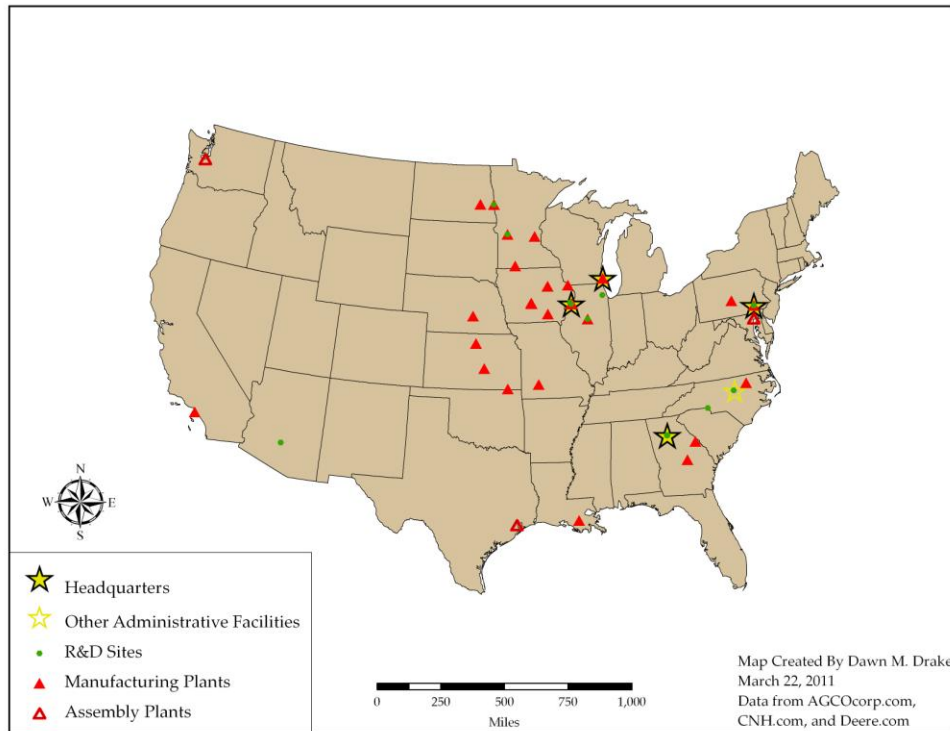 N
W E
S
Headquarters
Other Administrative Facilities
R&D Sites
Manufacturing Plants
Assembly Plants
0 250 500 750 1,000
Miles
Map Created By Dawn M. Drake
March 22, 2011
Data from AGCOcorp.com,
CNH.com, and Deere.com